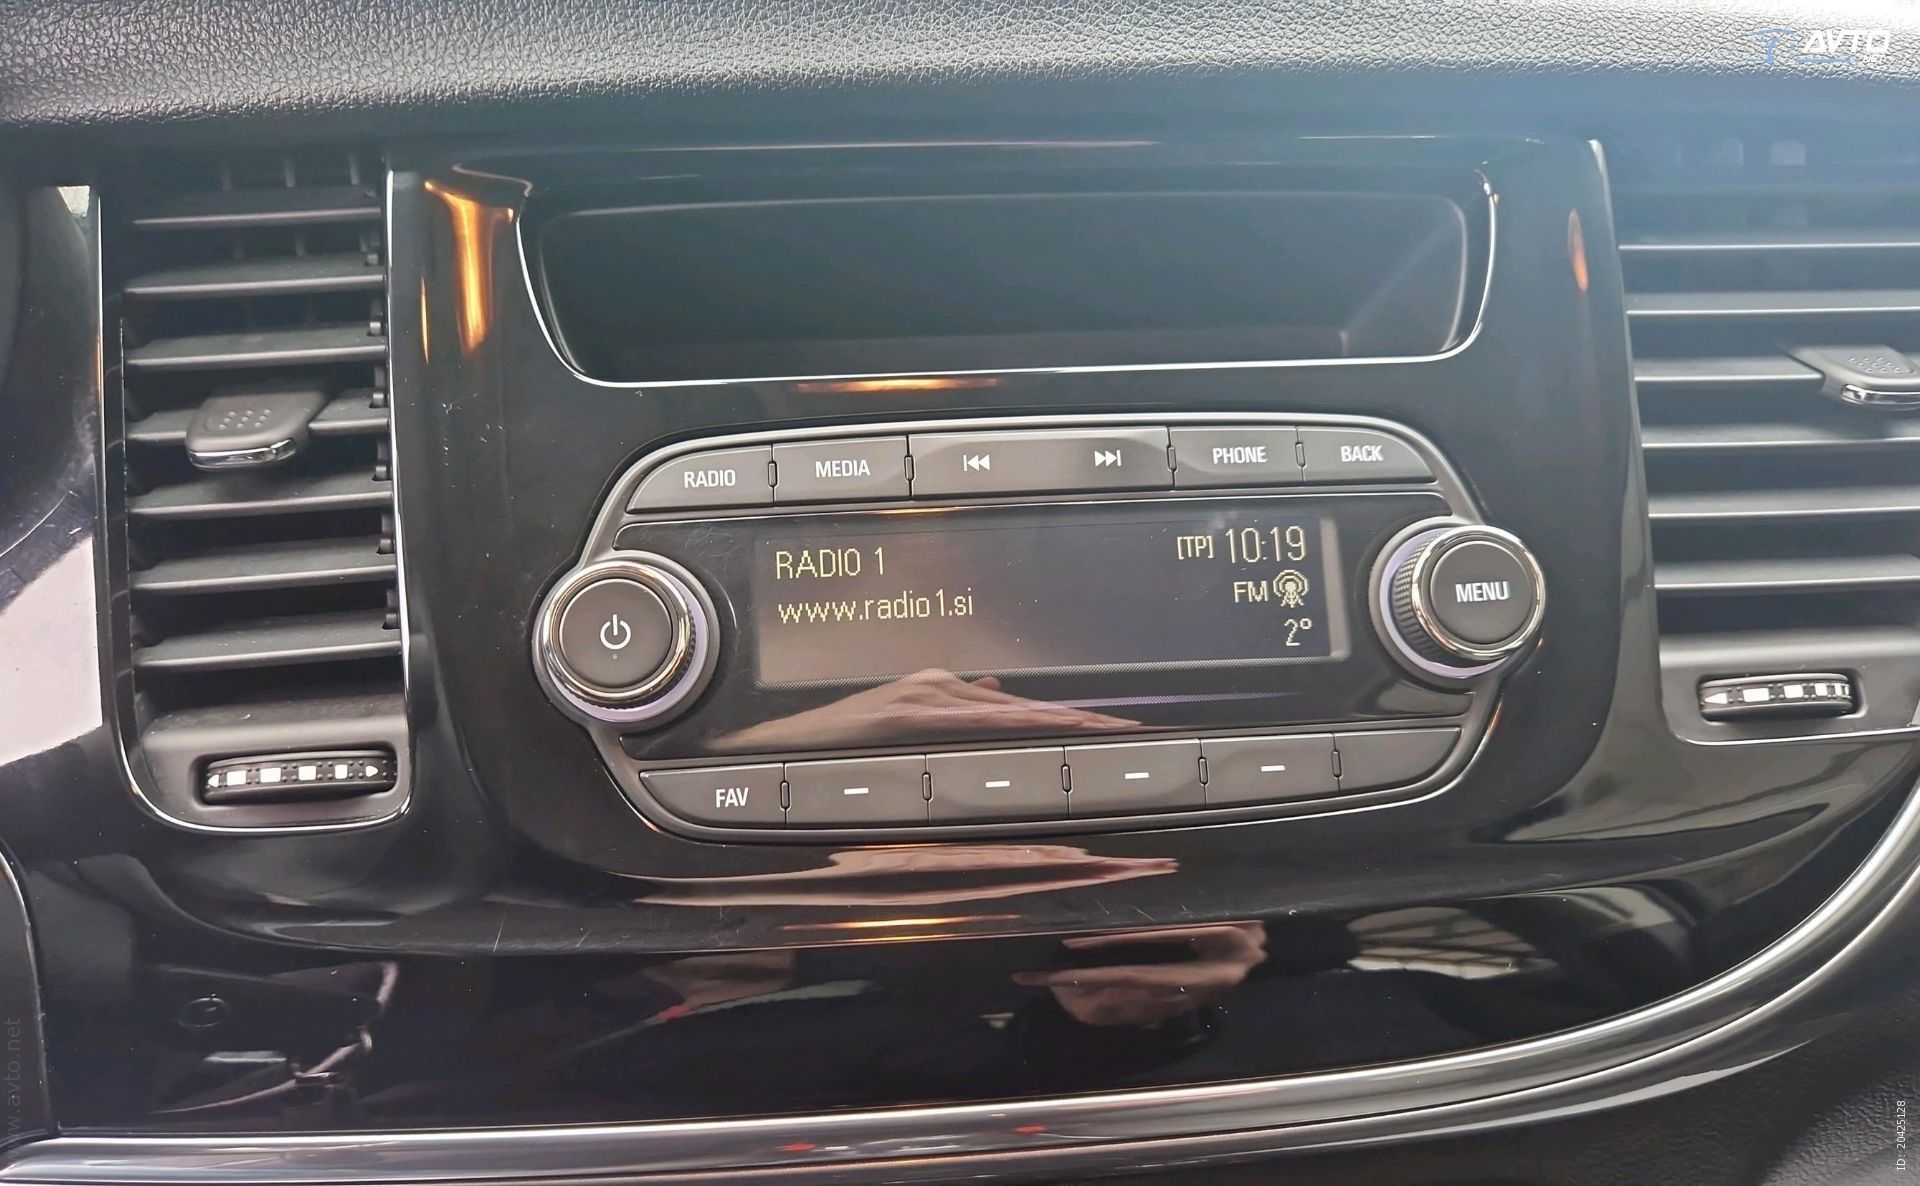 AVTO
.NET
RADIO
MEDIA
PHONE
BACK
RADIO 1
[TP] 10:19
www.radio1.si
FM
2°
MENU
FAV
www.avto.net
ID: 20425128